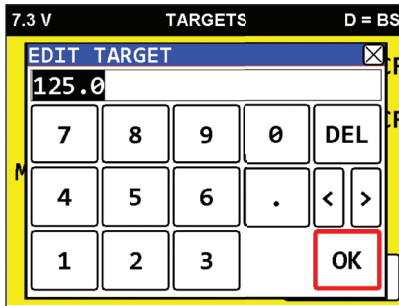 7.3 V TARGETS D = BS
EDIT TARGET
125.0
7 8 9 0 DEL
4 5 6 . < >
1 2 3 OK